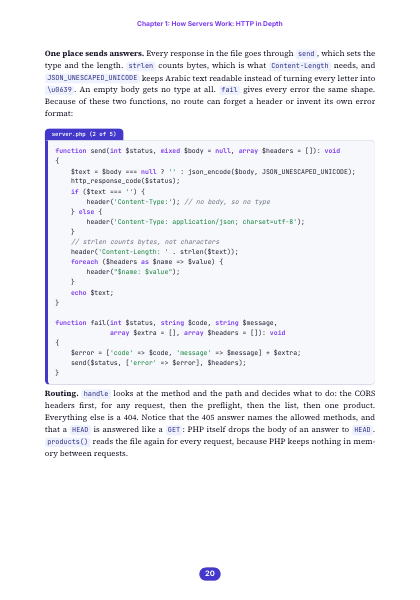 Chapter 1: How Servers Work: HTTP in Depth
One place sends answers. Every response in the file goes through send, which sets the
type and the length. strlen counts bytes, which is what Content-Length needs, and
JSON_UNESCAPED_UNICODE keeps Arabic text readable instead of turning every letter into
\u0639. An empty body gets no type at all. fail gives every error the same shape.
Because of these two functions, no route can forget a header or invent its own error
format:
server.php (2 of 5)
function send(int $status, mixed $body = null, array $headers = []): void
{
    $text = $body === null ? '' : json_encode($body, JSON_UNESCAPED_UNICODE);
    http_response_code($status);
    if ($text === '') {
        header('Content-Type:'); // no body, so no type
    } else {
        header('Content-Type: application/json; charset=utf-8');
    }
    // strlen counts bytes, not characters
    header('Content-Length: ' . strlen($text));
    foreach ($headers as $name => $value) {
        header("$name: $value");
    }
    echo $text;
}
function fail(int $status, string $code, string $message,
              array $extra = [], array $headers = []): void
{
    $error = ['code' => $code, 'message' => $message] + $extra;
    send($status, ['error' => $error], $headers);
}
Routing. handle looks at the method and the path and decides what to do: the CORS
headers first, for any request, then the preflight, then the list, then one product.
Everything else is a 404. Notice that the 405 answer names the allowed methods, and
that a HEAD is answered like a GET: PHP itself drops the body of an answer to HEAD.
products() reads the file again for every request, because PHP keeps nothing in mem-
ory between requests.
20